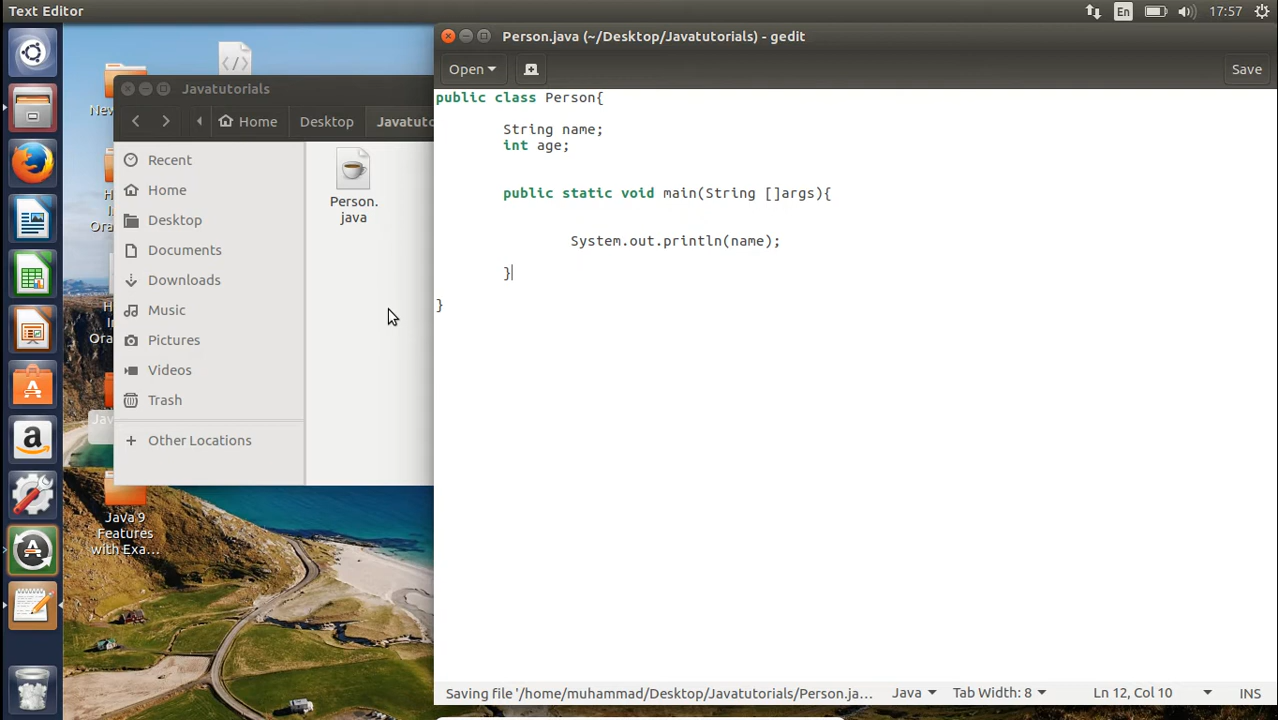 Text Editor
En
17:57
Person.java (~/Desktop/Javatutorials) - gedit
Open
Save
Javatutorials
Home
Desktop
Javatuto
Recent
Home
Desktop
Documents
Downloads
Music
Pictures
Videos
Trash
Other Locations
Person.
java
public class Person{
String name;
int age;
public static void main(String []args){
System.out.println(name);
}
}
Java 9
Features
with Exa...
Saving file '/home/muhammad/Desktop/Javatutorials/Person.ja...
Java
Tab Width: 8
Ln 12, Col 10
INS